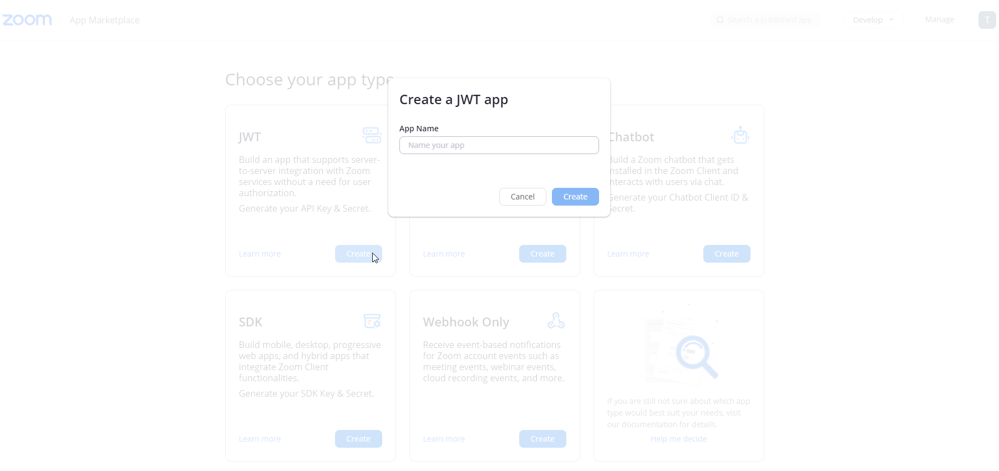 zoom
App Marketplace
Search a published app
Develop
Manage
T
Choose your app type
Create a JWT app
App Name
Name your app
Cancel
Create
JWT
Build an app that supports server-
to-server integration with Zoom
services without a need for user
authorization.
Generate your API Key & Secret.
Learn more
Create
Learn more
Create
Chatbot
Build a Zoom chatbot that gets
installed in the Zoom Client and
interacts with users via chat.
Generate your Chatbot Client ID &
Secret.
Learn more
Create
SDK
Build mobile, desktop, progressive
web apps, and hybrid apps that
integrate Zoom Client
functionalities.
Generate your SDK Key & Secret.
Learn more
Create
Webhook Only
Receive event-based notifications
for Zoom account events such as
meeting events, webinar events,
cloud recording events, and more.
Learn more
Create
If you are still not sure about which app
type would best suit your needs, visit
our documentation for details.
Help me decide